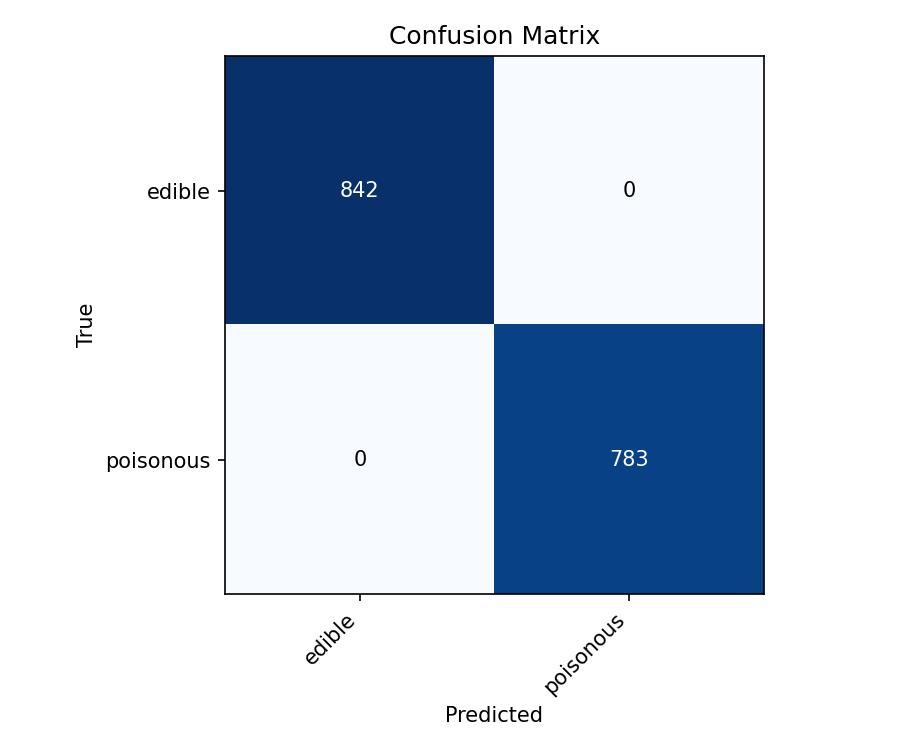 Confusion Matrix
edible
842
0
True
poisonous
0
783
edible
poisonous
Predicted